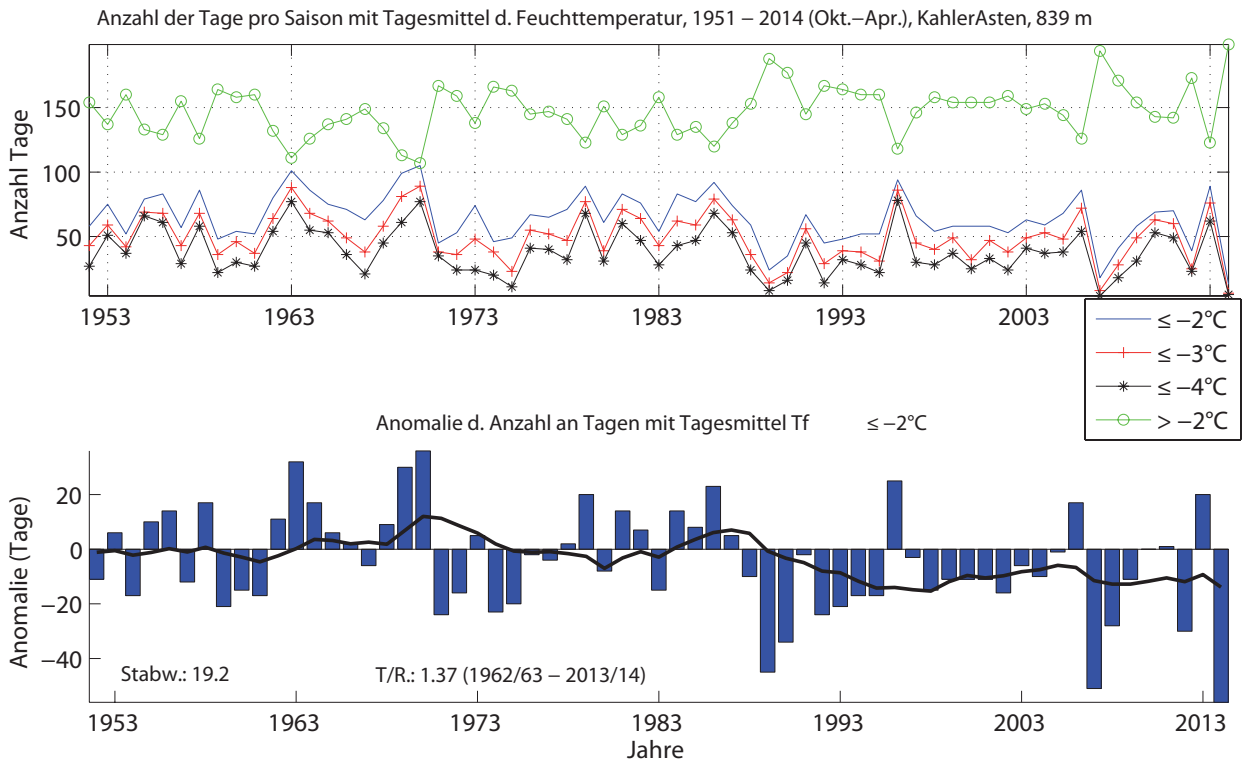 Anzahl der Tage pro Saison mit Tagesmittel d. Feuchttemperatur, 1951 − 2014 (Okt.−Apr.), KahlerAsten, 839 m
Anzahl Tage
150
100
50
1953 1963 1973 1983 1993 2003
≤ −2°C
≤ −3°C
≤ −4°C
> −2°C
Anomalie d. Anzahl an Tagen mit Tagesmittel Tf ≤ −2°C
Anomalie (Tage)
20
0
−20
−40
Stabw.: 19.2 T/R.: 1.37 (1962/63 − 2013/14)
1953 1963 1973 1983 1993 2003 2013
Jahre